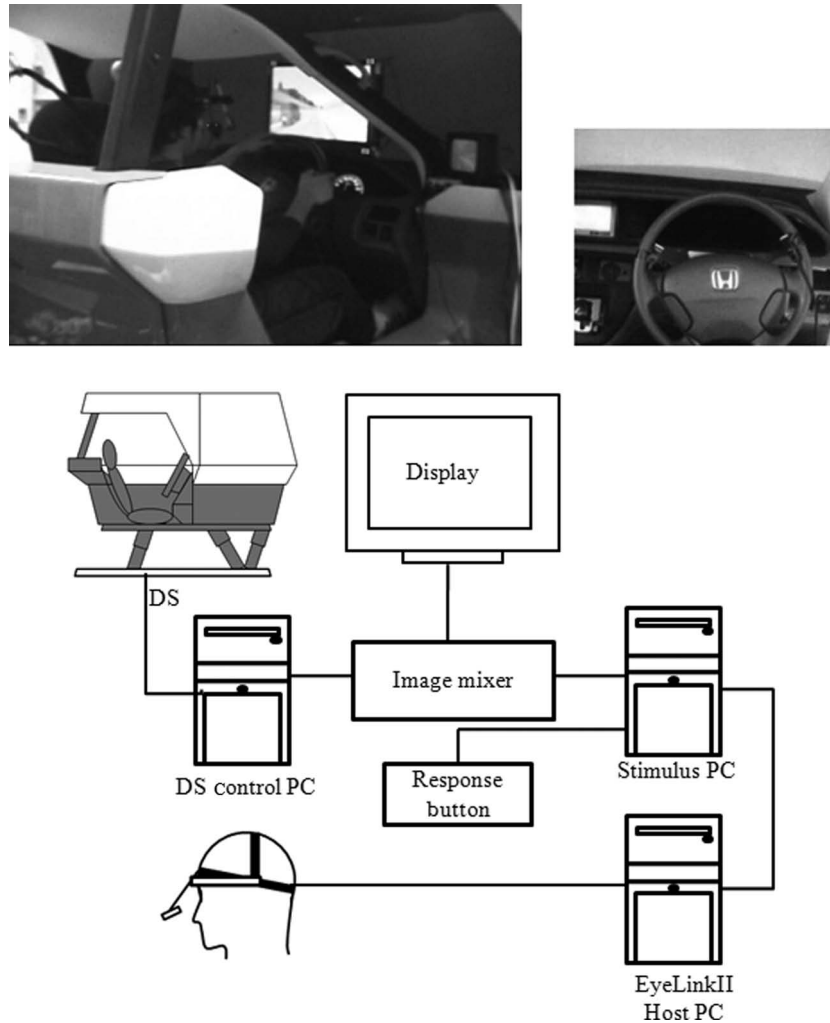 Display
DS
Image mixer
DS control PC
Response
button
Stimulus PC
EyeLinkII
Host PC